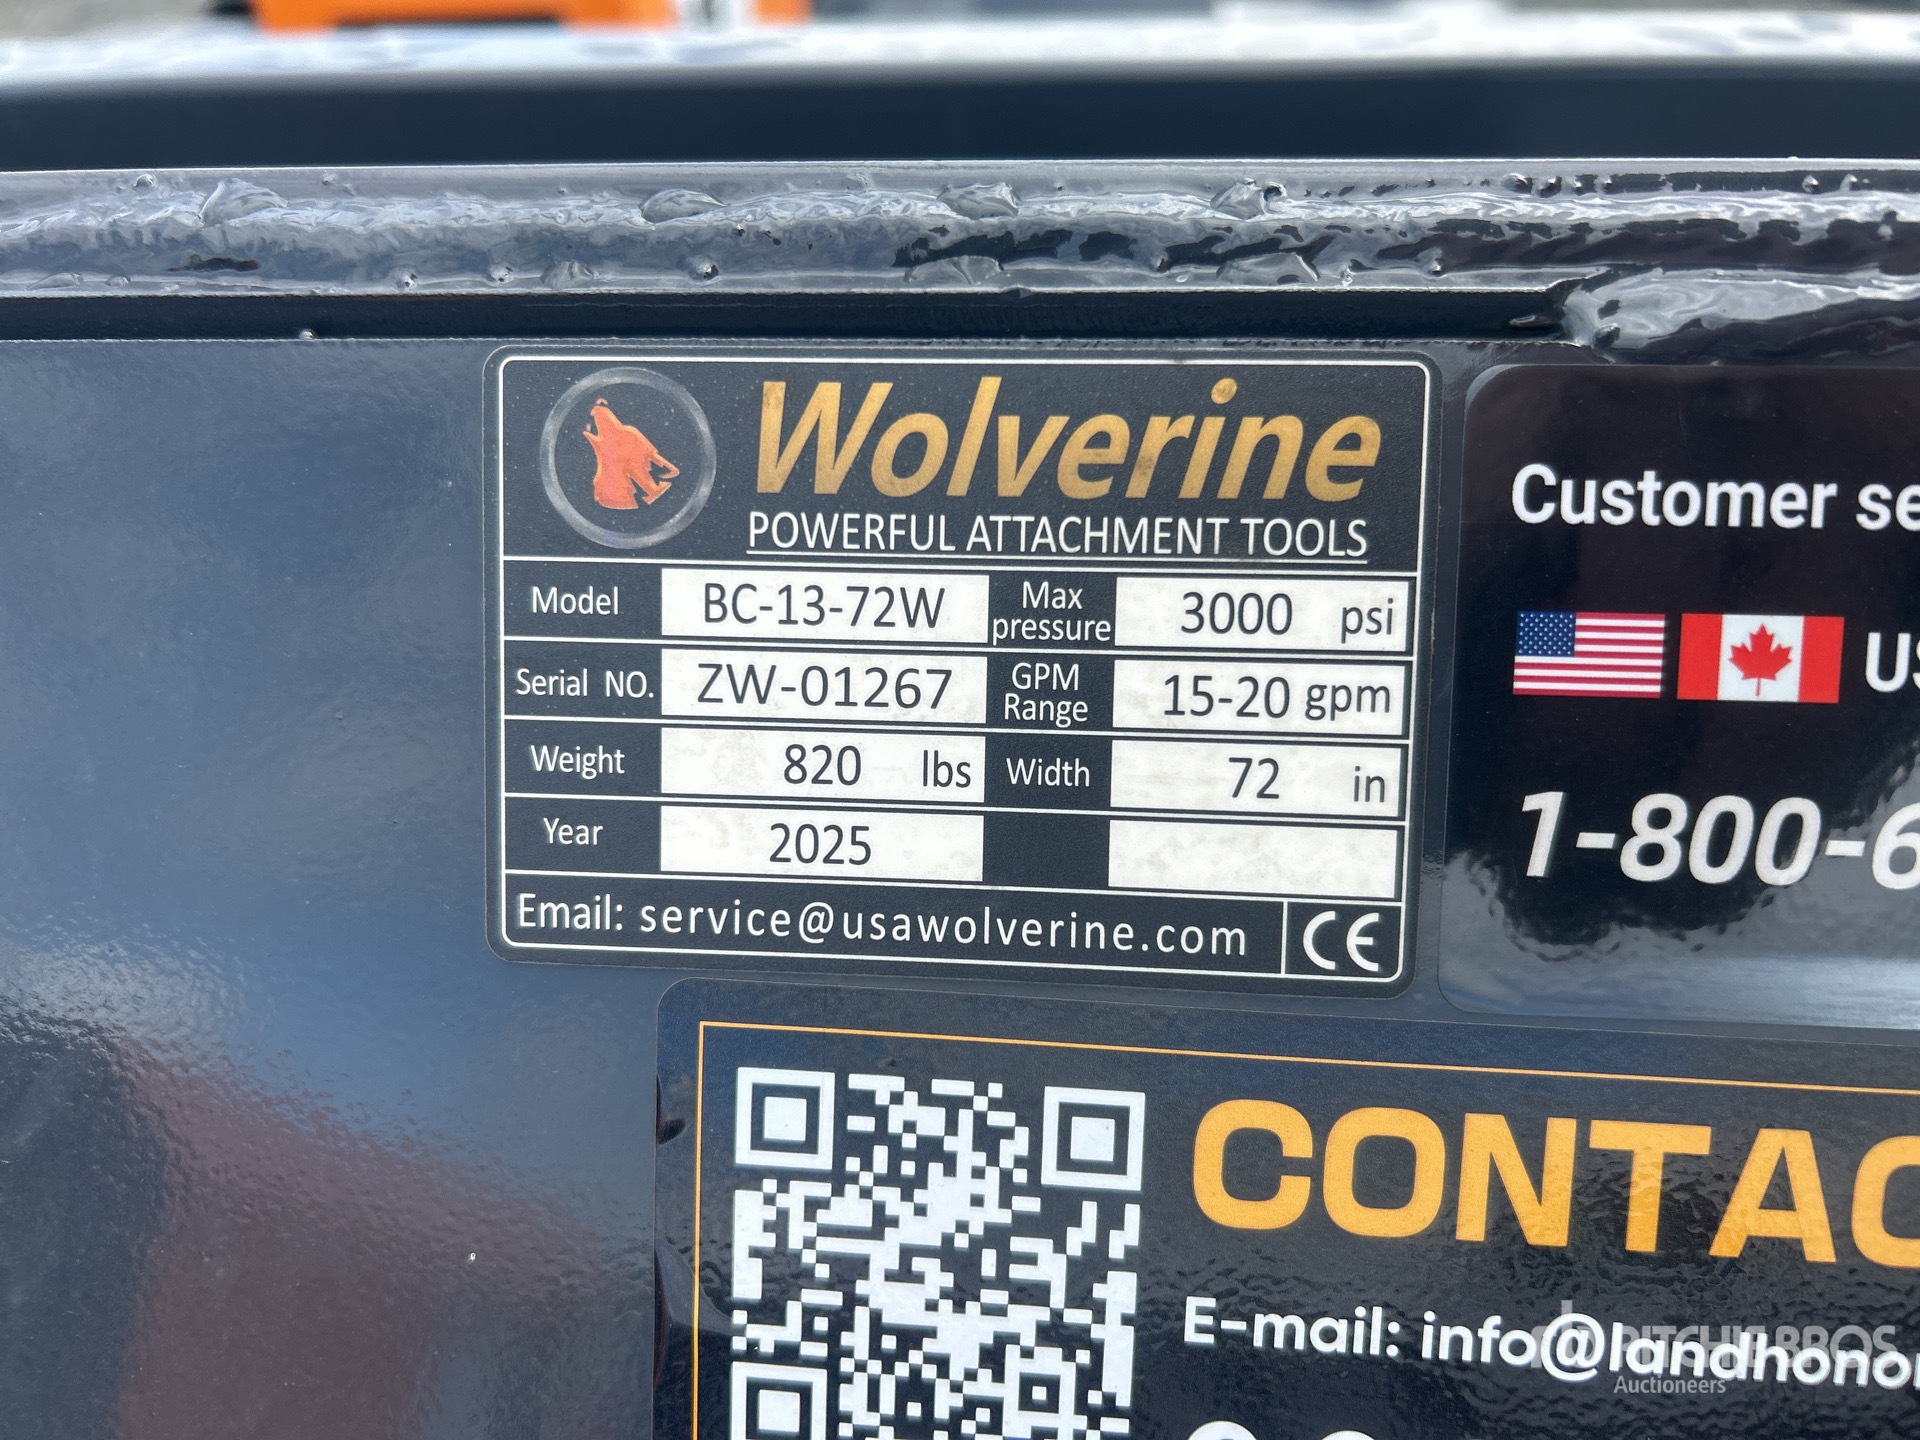 Wolverine
POWERFUL ATTACHMENT TOOLS
Model BC-13-72W Max pressure 3000 psi
Serial NO. ZW-01267 GPM Range 15-20 gpm
Weight 820 lbs Width 72 in
Year 2025
Email: service@usawolverine.com CE
Customer se
US
1-800-6
CONTAC
E-mail: info@landhonor
RITCHIE BROS
Auctioneers